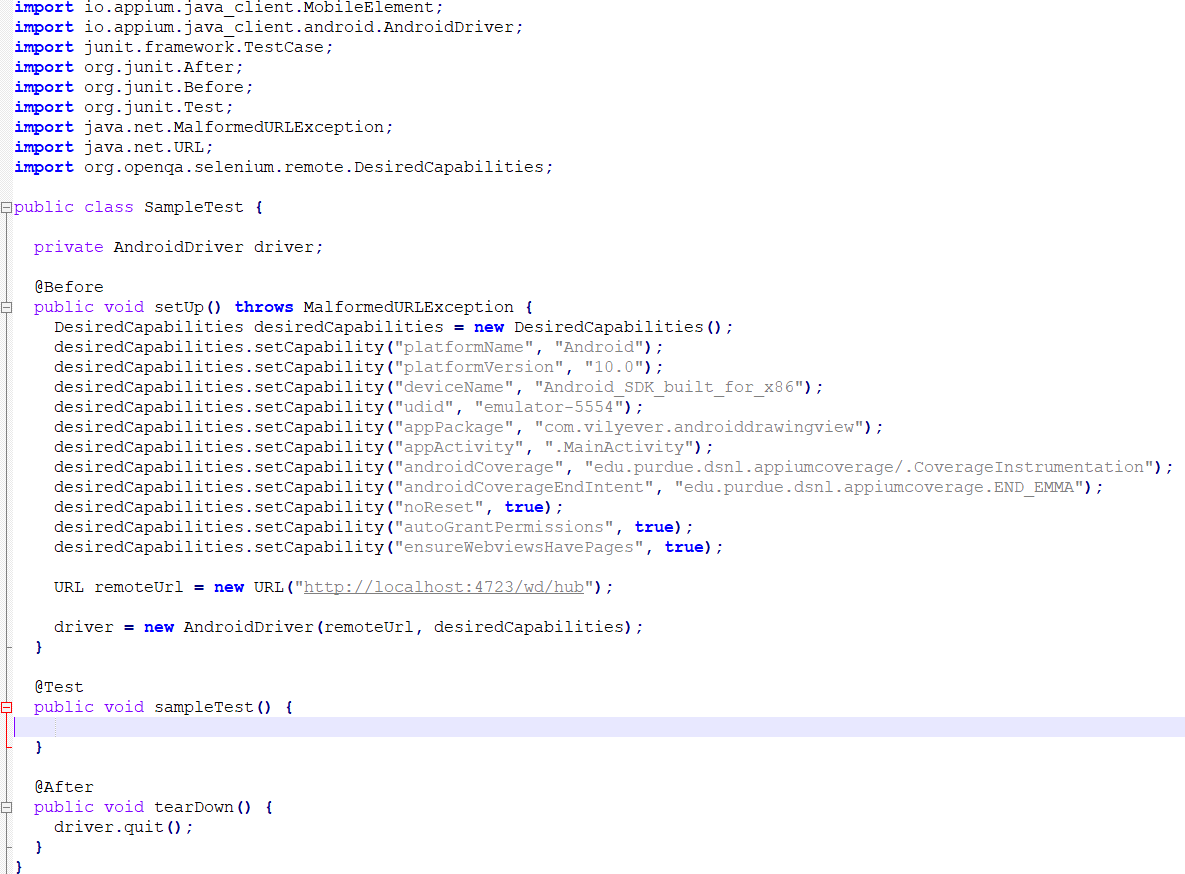 import io.appium.java_client.MobileElement;
import io.appium.java_client.android.AndroidDriver;
import junit.framework.TestCase;
import org.junit.After;
import org.junit.Before;
import org.junit.Test;
import java.net.MalformedURLException;
import java.net.URL;
import org.openqa.selenium.remote.DesiredCapabilities;
public class SampleTest {
private AndroidDriver driver;
@Before
public void setUp() throws MalformedURLException {
DesiredCapabilities desiredCapabilities = new DesiredCapabilities();
desiredCapabilities.setCapability("platformName", "Android");
desiredCapabilities.setCapability("platformVersion", "10.0");
desiredCapabilities.setCapability("deviceName", "Android_SDK_built_for_x86");
desiredCapabilities.setCapability("udid", "emulator-5554");
desiredCapabilities.setCapability("appPackage", "com.vilyever.androiddrawingview");
desiredCapabilities.setCapability("appActivity", ".MainActivity");
desiredCapabilities.setCapability("androidCoverage", "edu.purdue.dsnl.appiumcoverage/.CoverageInstrumentation");
desiredCapabilities.setCapability("androidCoverageEndIntent", "edu.purdue.dsnl.appiumcoverage.END_EMMA");
desiredCapabilities.setCapability("noReset", true);
desiredCapabilities.setCapability("autoGrantPermissions", true);
desiredCapabilities.setCapability("ensureWebviewsHavePages", true);
URL remoteUrl = new URL("http://localhost:4723/wd/hub");
driver = new AndroidDriver(remoteUrl, desiredCapabilities);
}
@Test
public void sampleTest() {
}
@After
public void tearDown() {
driver.quit();
}
}